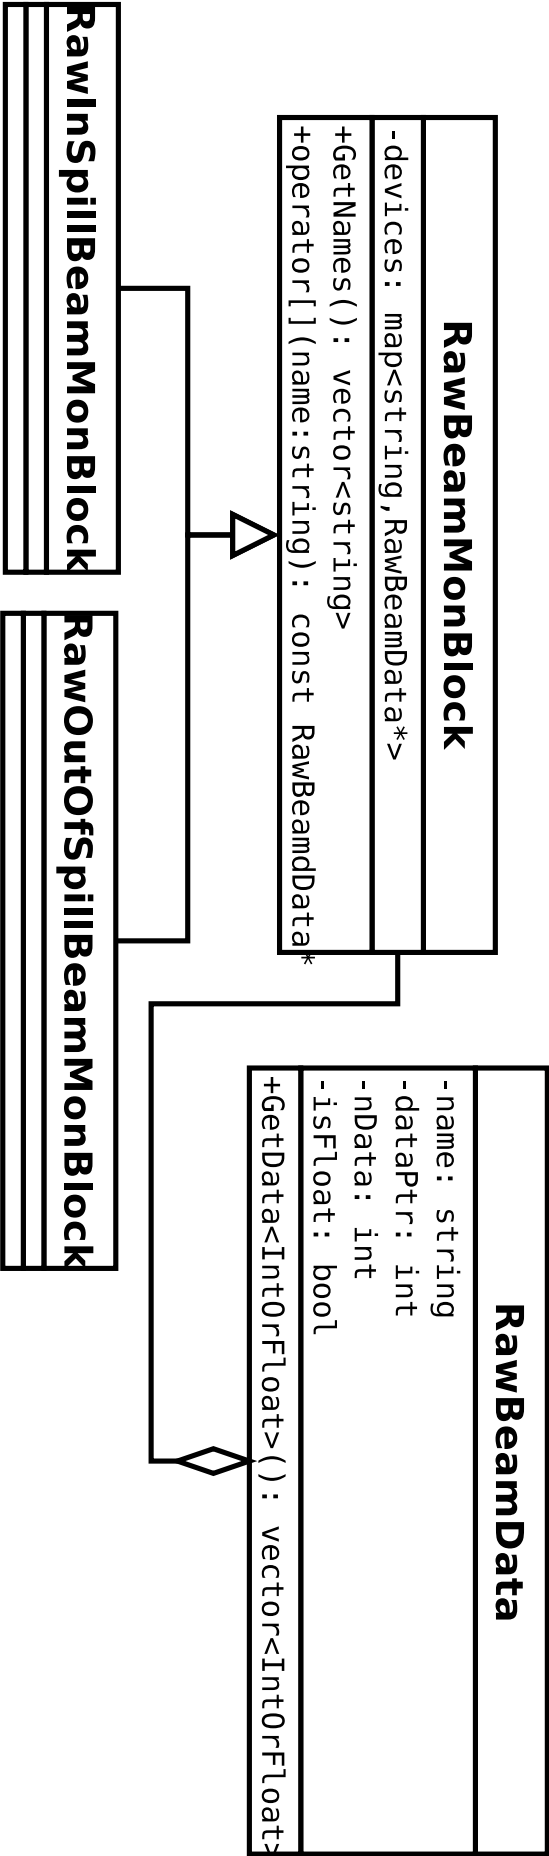 RawBeamMonBlock
-devices: map<string,RawBeamData*>
+GetNames(): vector<string>
+operator[](name:string): const RawBeamdData*
RawBeamData
-name: string
-dataPtr: int
-nData: int
-isFloat: bool
+GetData<IntOrFloat>(): vector<IntOrFloat>
RawInSpillBeamMonBlock
RawOutOfSpillBeamMonBlock